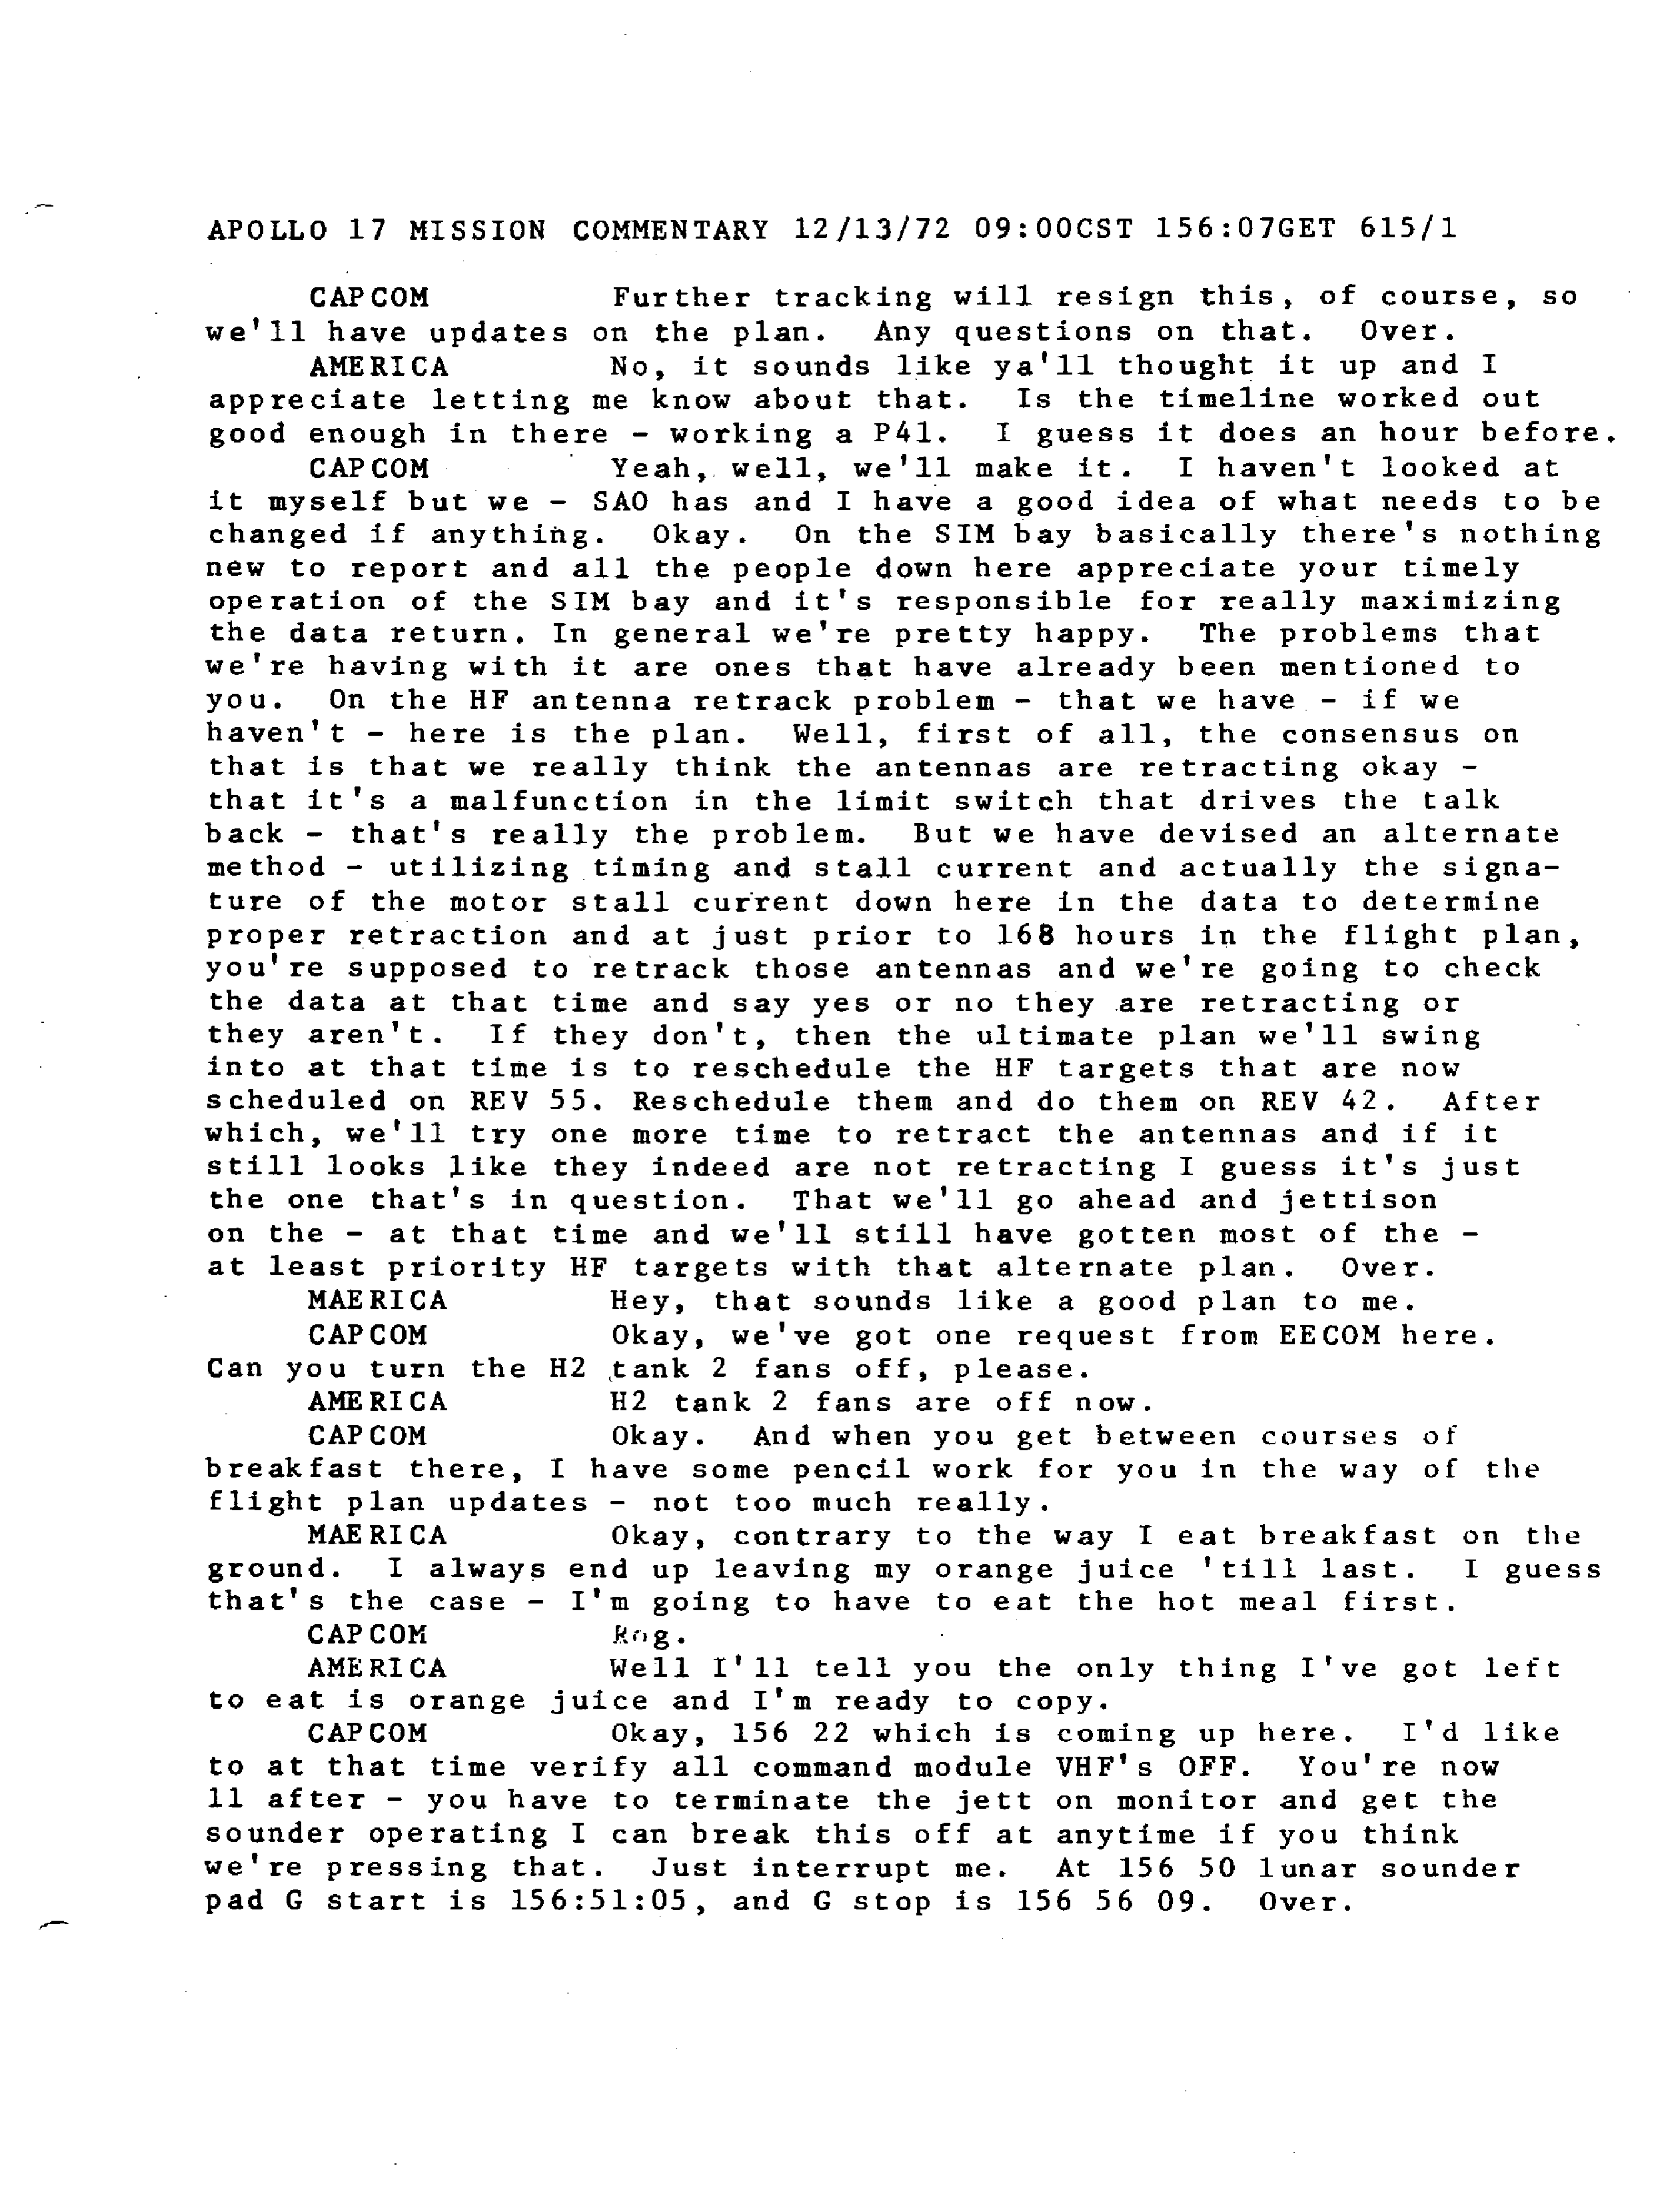 APOLLO 17 MISSION COMMENTARY 12/13/72 09:00CST 156:07GET 615/1
CAPCOM Further tracking will resign this, of course, so
we'll have updates on the plan. Any questions on that. Over.
AMERICA No, it sounds like ya'll thought it up and I
appreciate letting me know about that. Is the timeline worked out
good enough in there - working a P41. I guess it does an hour before.
CAPCOM Yeah, well, we'll make it. I haven't looked at
it myself but we - SAO has and I have a good idea of what needs to be
changed if anything. Okay. On the SIM bay basically there's nothing
new to report and all the people down here appreciate your timely
operation of the SIM bay and it's responsible for really maximizing
the data return. In general we're pretty happy. The problems that
we're having with it are ones that have already been mentioned to
you. On the HF antenna retrack problem - that we have - if we
haven't - here is the plan. Well, first of all, the consensus on
that is that we really think the antennas are retracting okay -
that it's a malfunction in the limit switch that drives the talk
back - that's really the problem. But we have devised an alternate
method - utilizing timing and stall current and actually the signa-
ture of the motor stall current down here in the data to determine
proper retraction and at just prior to 168 hours in the flight plan,
you're supposed to retrack those antennas and we're going to check
the data at that time and say yes or no they are retracting or
they aren't. If they don't, then the ultimate plan we'll swing
into at that time is to reschedule the HF targets that are now
scheduled on REV 55. Reschedule them and do them on REV 42. After
which, we'll try one more time to retract the antennas and if it
still looks like they indeed are not retracting I guess it's just
the one that's in question. That we'll go ahead and jettison
on the - at that time and we'll still have gotten most of the -
at least priority HF targets with that alternate plan. Over.
MAERICA Hey, that sounds like a good plan to me.
CAPCOM Okay, we've got one request from EECOM here.
Can you turn the H2 tank 2 fans off, please.
AMERICA H2 tank 2 fans are off now.
CAPCOM Okay. And when you get between courses of
breakfast there, I have some pencil work for you in the way of the
flight plan updates - not too much really.
MAERICA Okay, contrary to the way I eat breakfast on the
ground. I always end up leaving my orange juice 'till last. I guess
that's the case - I'm going to have to eat the hot meal first.
CAPCOM Rog.
AMERICA Well I'll tell you the only thing I've got left
to eat is orange juice and I'm ready to copy.
CAPCOM Okay, 156 22 which is coming up here. I'd like
to at that time verify all command module VHF's OFF. You're now
11 after - you have to terminate the jett on monitor and get the
sounder operating I can break this off at anytime if you think
we're pressing that. Just interrupt me. At 156 50 lunar sounder
pad G start is 156:51:05, and G stop is 156 56 09. Over.